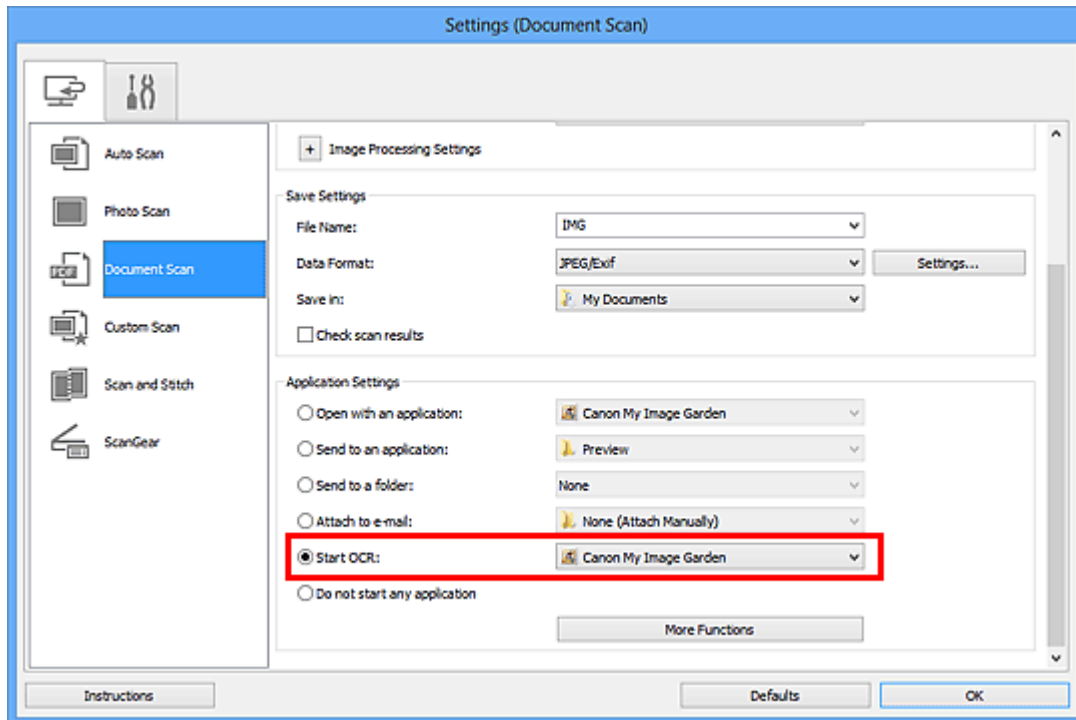 Settings (Document Scan)
Auto Scan
Photo Scan
Document Scan
Custom Scan
Scan and Stitch
ScanGear
+ Image Processing Settings
Save Settings
File Name: IMG
Data Format: JPEG/Exif Settings...
Save in: My Documents
Check scan results
Application Settings
Open with an application: Canon My Image Garden
Send to an application: Preview
Send to a folder: None
Attach to e-mail: None (Attach Manually)
Start OCR: Canon My Image Garden
Do not start any application
More Functions
Instructions Defaults OK